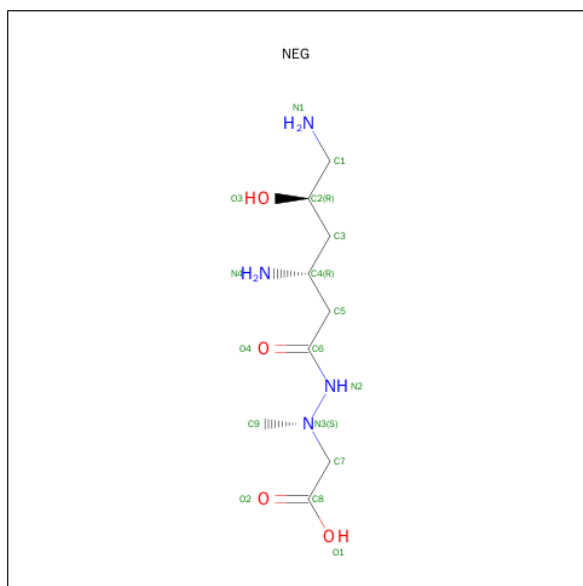 NEG
N1
H2N
C1
O3 HO C2(R)
C3
N4 H2N C4(R)
C5
O4 O C6
NH N2
C9 N N3(S)
C7
O2 O C8
OH
O1